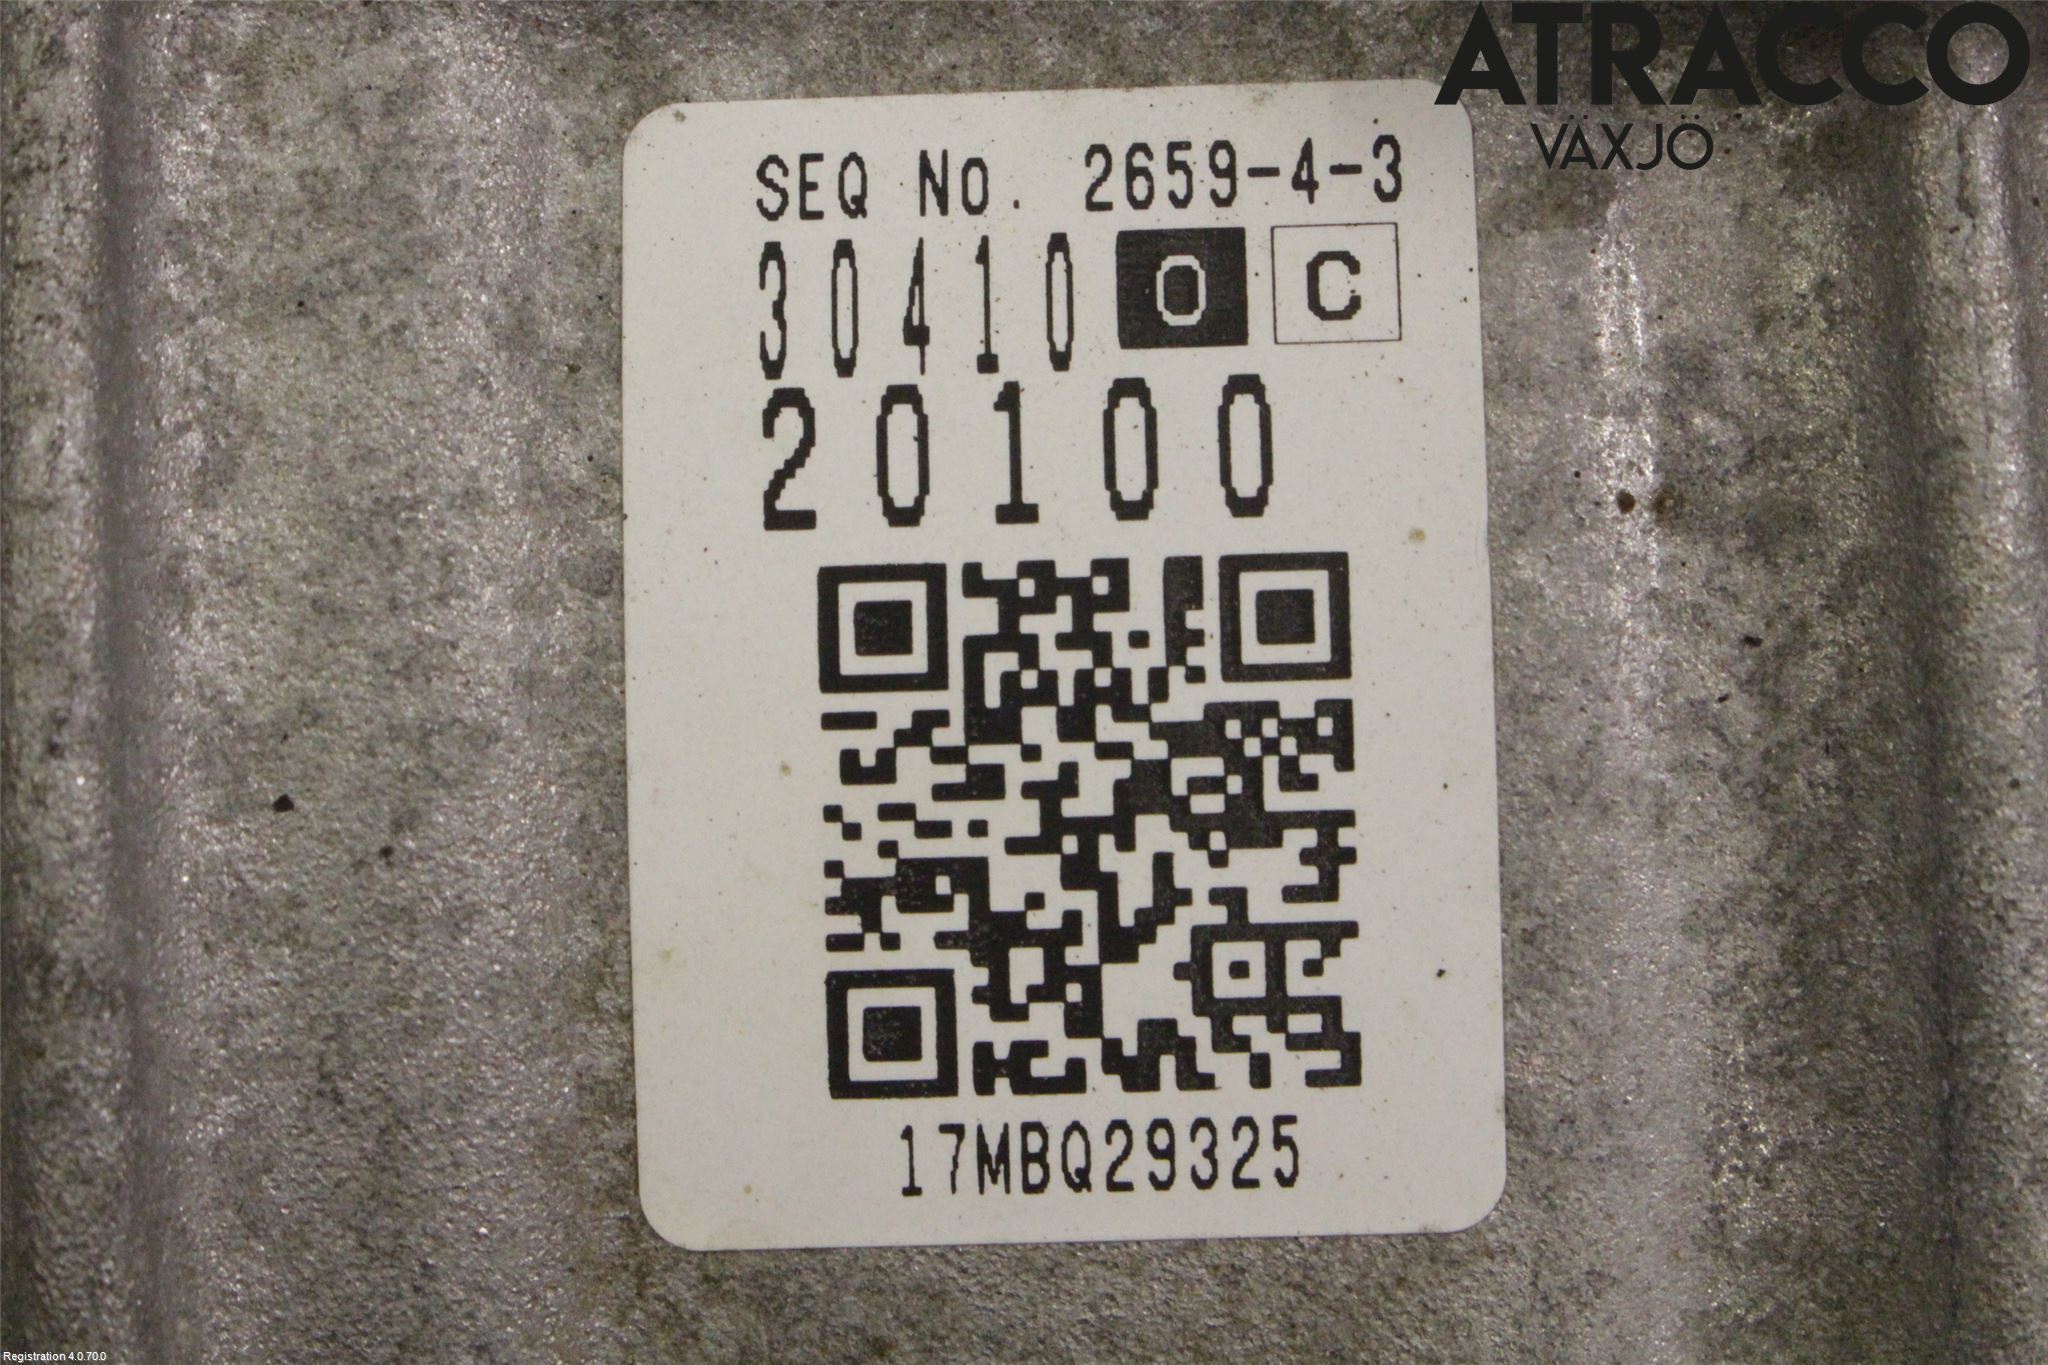 ATRACCO
VÄXJÖ
SEQ No. 2659-4-3
30410 0 C
20100
17MBQ29325
Registration 4.0.70.0